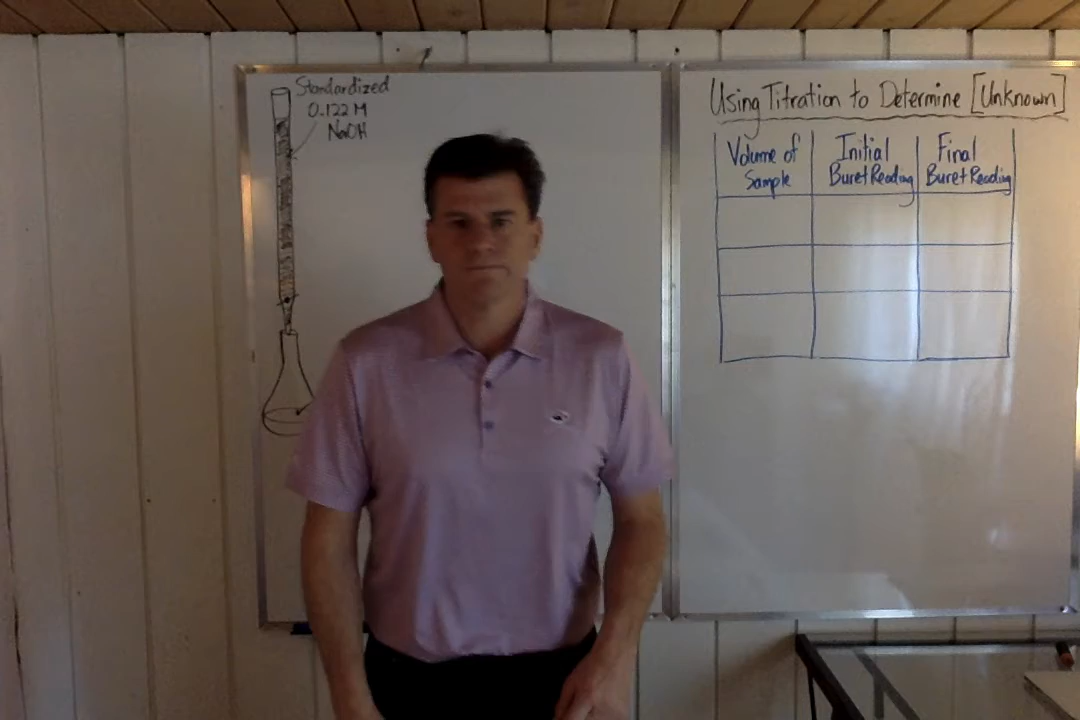 Standardized
0.122 M
NaOH
Using Titration to Determine [Unknown]
Volume of
Sample
Initial
Buret Reading
Final
Buret Reading